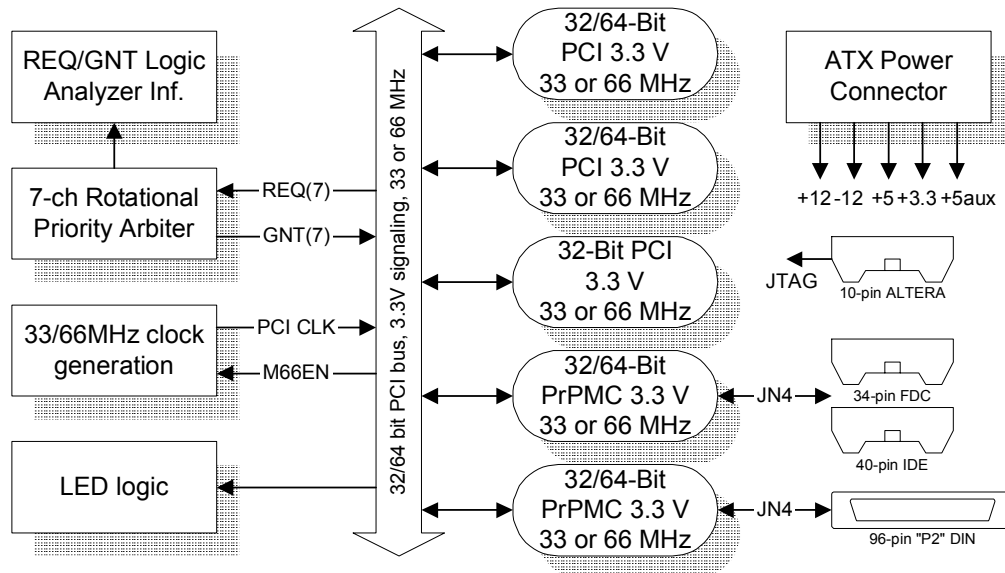 REQ/GNT Logic
Analyzer Inf.
7-ch Rotational
Priority Arbiter
REQ(7)
GNT(7)
33/66MHz clock
generation
PCI CLK
M66EN
LED logic
32/64 bit PCI bus, 3.3V signaling, 33 or 66 MHz
32/64-Bit
PCI 3.3 V
33 or 66 MHz
32/64-Bit
PCI 3.3 V
33 or 66 MHz
32-Bit PCI
3.3 V
33 or 66 MHz
32/64-Bit
PrPMC 3.3 V
33 or 66 MHz
32/64-Bit
PrPMC 3.3 V
33 or 66 MHz
ATX Power
Connector
+12 -12 +5 +3.3 +5aux
JTAG
10-pin ALTERA
JN4
34-pin FDC
40-pin IDE
JN4
96-pin "P2" DIN